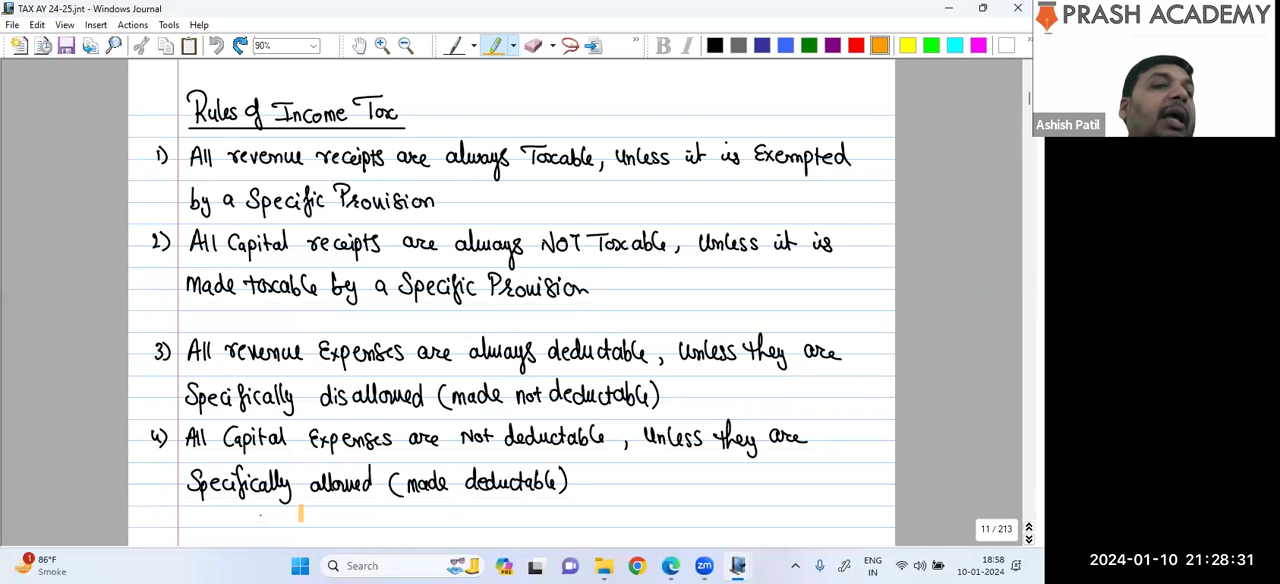 TAX AY 24-25.jnt - Windows Journal
File Edit View Insert Actions Tools Help
90%
B I
PRASH ACADEMY
Ashish Patil
Rules of Income Tax
1) All revenue receipts are always Taxable, unless it is Exempted
by a Specific Provision
2) All Capital receipts are always NOT Taxable, unless it is
made taxable by a Specific Provision
3) All revenue Expenses are always deductable, unless they are
Specifically disallowed (made not deductable)
4) All Capital Expenses are Not deductable, unless they are
Specifically allowed (made deductable)
11 / 213
1
86°F
Smoke
Search
PRE
zm
ENG
IN
18:58
10-01-2024
2024-01-10 21:28:31